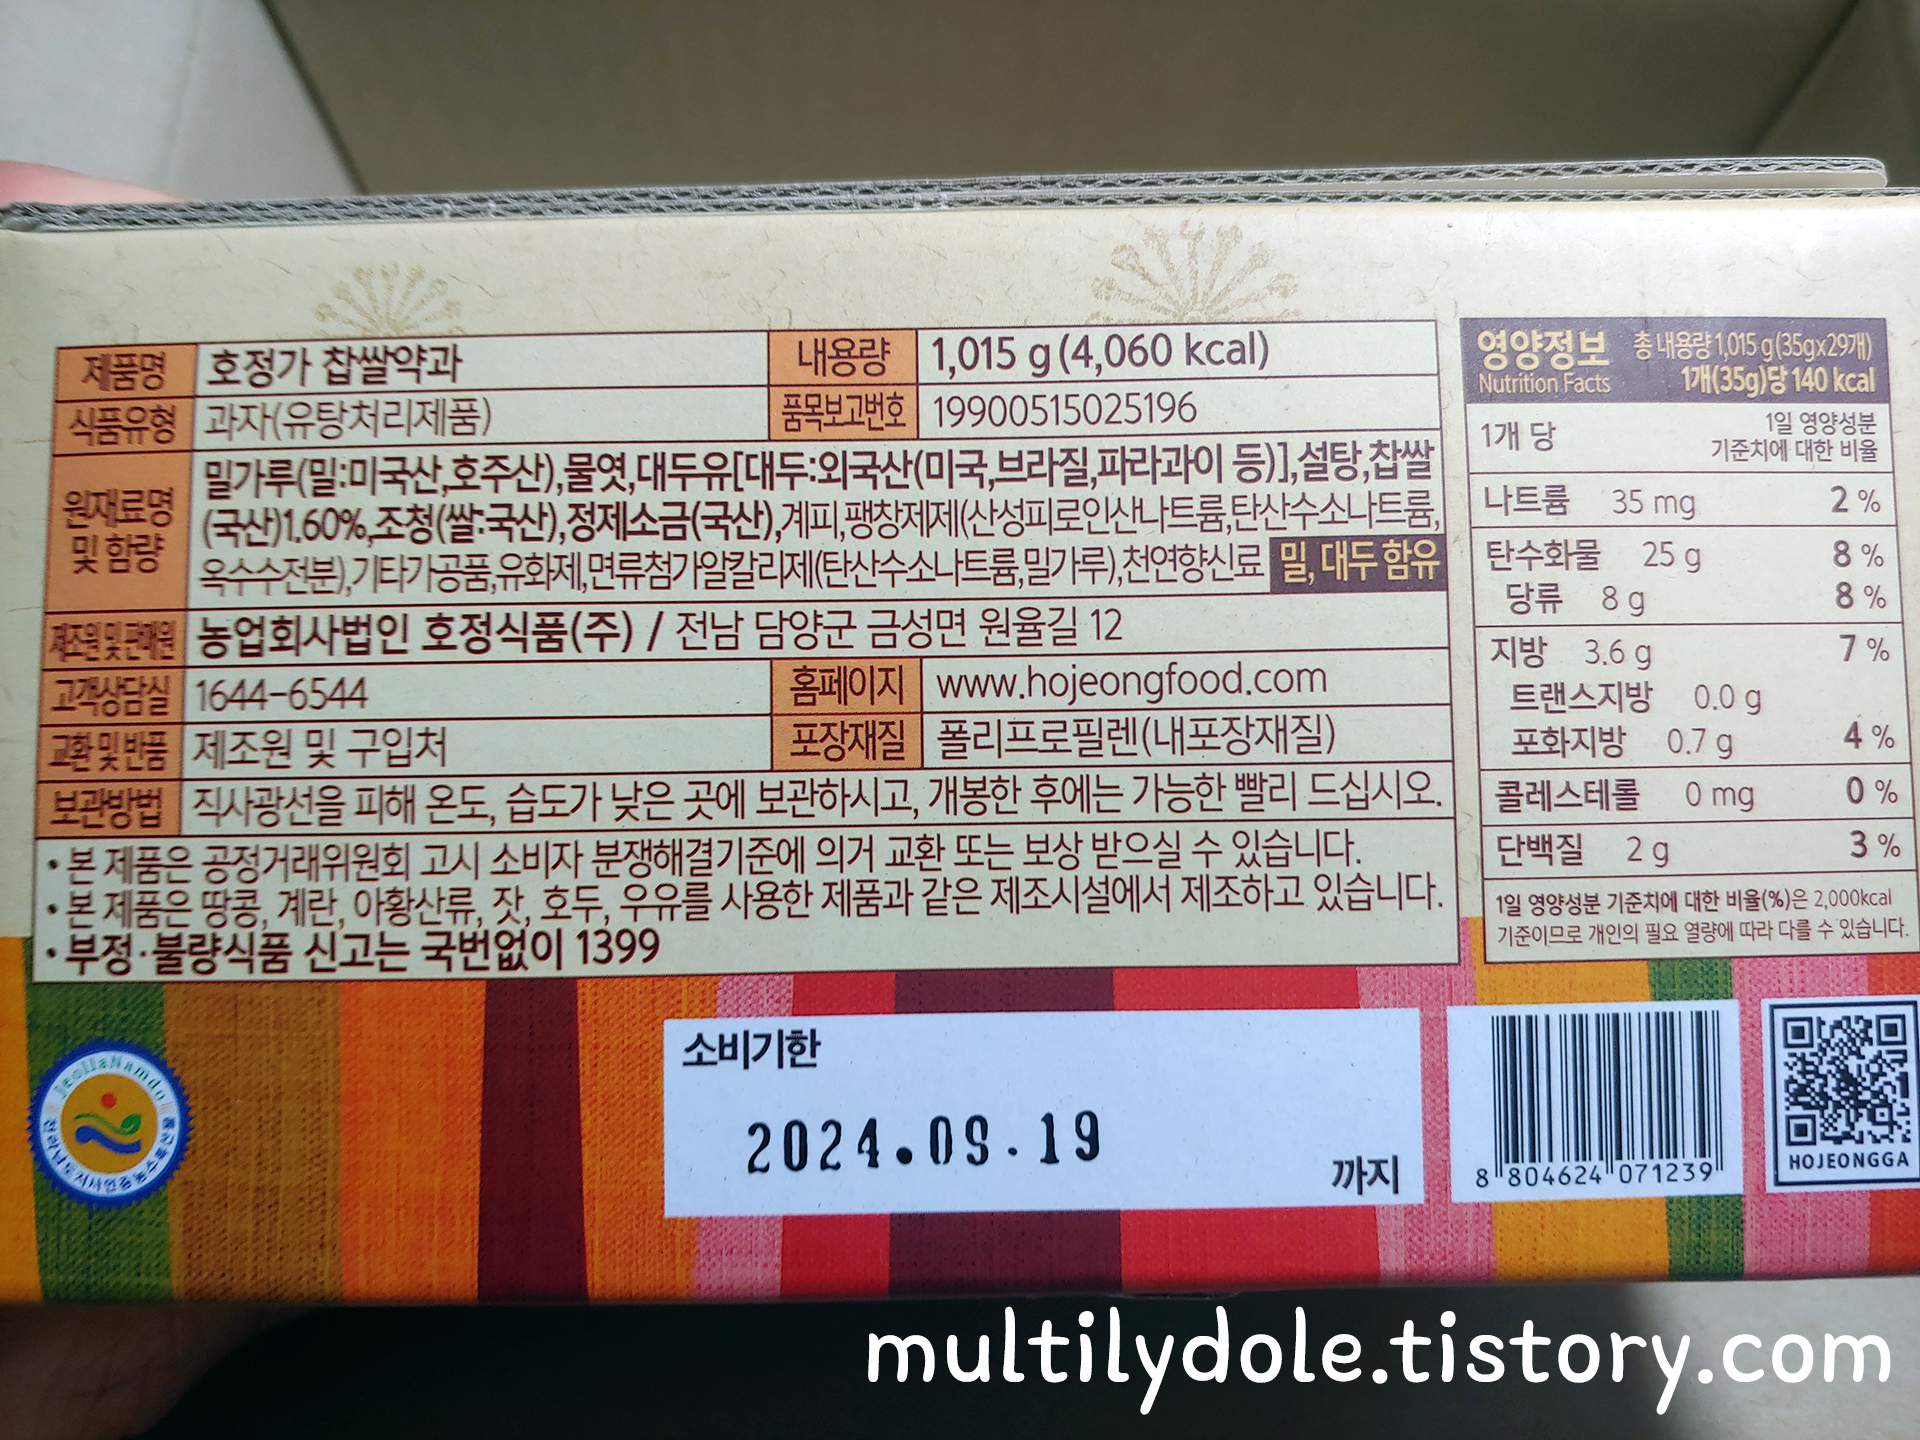 제품명 호정가 찹쌀약과 내용량 1,015 g (4,060 kcal)
식품유형 과자(유탕처리제품) 품목보고번호 19900515025196
원재료명 및 함량
밀가루(밀:미국산,호주산),물엿,대두유[대두:외국산(미국,브라질,파라과이 등)],설탕,찹쌀
(국산)1.60%,조청(쌀:국산),정제소금(국산),계피,팽창제제(산성피로인산나트륨,탄산수소나트륨,
옥수수전분),기타가공품,유화제,면류첨가알칼리제(탄산수소나트륨,밀가루),천연향신료 밀, 대두 함유
제조원 및 판매원 농업회사법인 호정식품(주) / 전남 담양군 금성면 원율길 12
고객상담실 1644-6544 홈페이지 www.hojeongfood.com
교환 및 반품 제조원 및 구입처 포장재질 폴리프로필렌(내포장재질)
보관방법 직사광선을 피해 온도, 습도가 낮은 곳에 보관하시고, 개봉한 후에는 가능한 빨리 드십시오.
• 본 제품은 공정거래위원회 고시 소비자 분쟁해결기준에 의거 교환 또는 보상 받으실 수 있습니다.
• 본 제품은 땅콩, 계란, 아황산류, 잣, 호두, 우유를 사용한 제품과 같은 제조시설에서 제조하고 있습니다.
• 부정·불량식품 신고는 국번없이 1399
영양정보 총 내용량 1,015 g(35gx29개)
Nutrition Facts 1개(35g)당 140 kcal
1개 당 1일 영양성분
기준치에 대한 비율
나트륨 35 mg 2 %
탄수화물 25 g 8 %
당류 8 g 8 %
지방 3.6 g 7 %
트랜스지방 0.0 g
포화지방 0.7 g 4 %
콜레스테롤 0 mg 0 %
단백질 2 g 3 %
1일 영양성분 기준치에 대한 비율(%)은 2,000kcal
기준이므로 개인의 필요 열량에 따라 다를 수 있습니다.
JeollaNamdo
소비기한
2024.09.19
까지
8 804624 071239
HOJEONGGA
multilydole.tistory.com